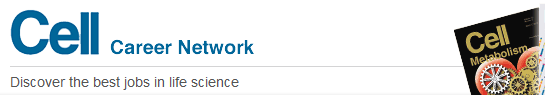 Cell Career Network
Discover the best jobs in life science
Cell
Metabolism